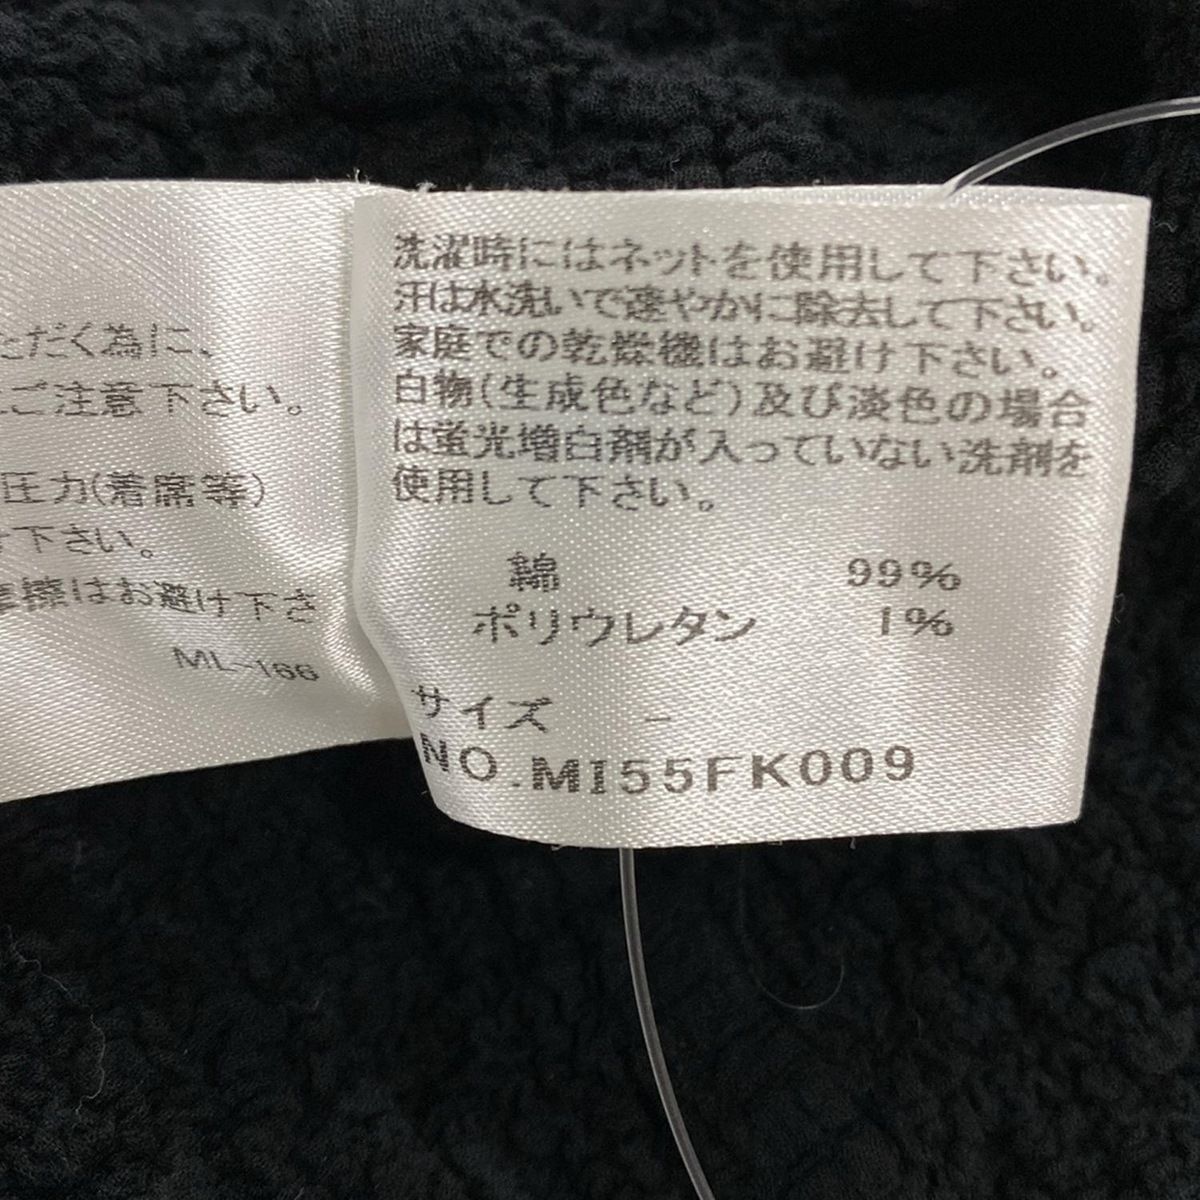 ただく為に、
ご注意下さい。
圧力(着席等)
下さい。
機はお避け下さ
ML-166
洗濯時にはネットを使用して下さい。
汗は水洗いで速やかに除去して下さい。
家庭での乾燥機はお避け下さい。
白物(生成色など)及び淡色の場合
は蛍光増白剤が入っていない洗剤を
使用して下さい。
綿 99%
ポリウレタン 1%
サイズ -
NO.MI55FK009